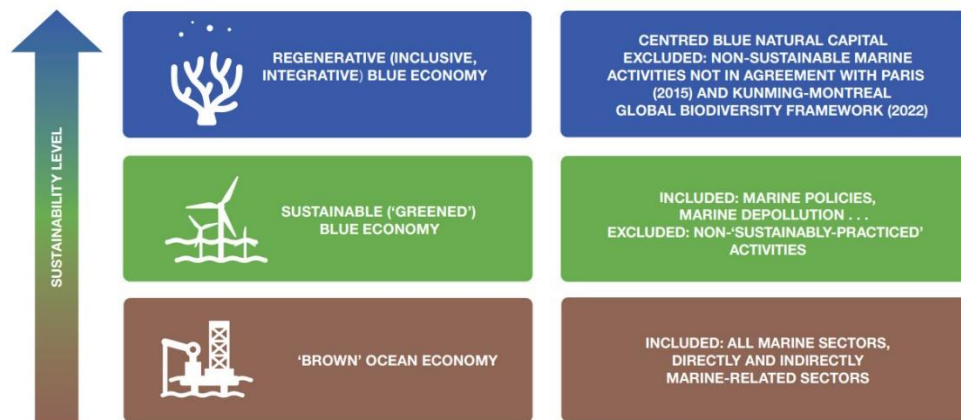 SUSTAINABILITY LEVEL
REGENERATIVE (INCLUSIVE,
INTEGRATIVE) BLUE ECONOMY
CENTRED BLUE NATURAL CAPITAL
EXCLUDED: NON-SUSTAINABLE MARINE
ACTIVITIES NOT IN AGREEMENT WITH PARIS
(2015) AND KUNMING-MONTREAL
GLOBAL BIODIVERSITY FRAMEWORK (2022)
SUSTAINABLE (‘GREENED’)
BLUE ECONOMY
INCLUDED: MARINE POLICIES,
MARINE DEPOLLUTION . . .
EXCLUDED: NON-‘SUSTAINABLY-PRACTICED’
ACTIVITIES
‘BROWN’ OCEAN ECONOMY
INCLUDED: ALL MARINE SECTORS,
DIRECTLY AND INDIRECTLY
MARINE-RELATED SECTORS